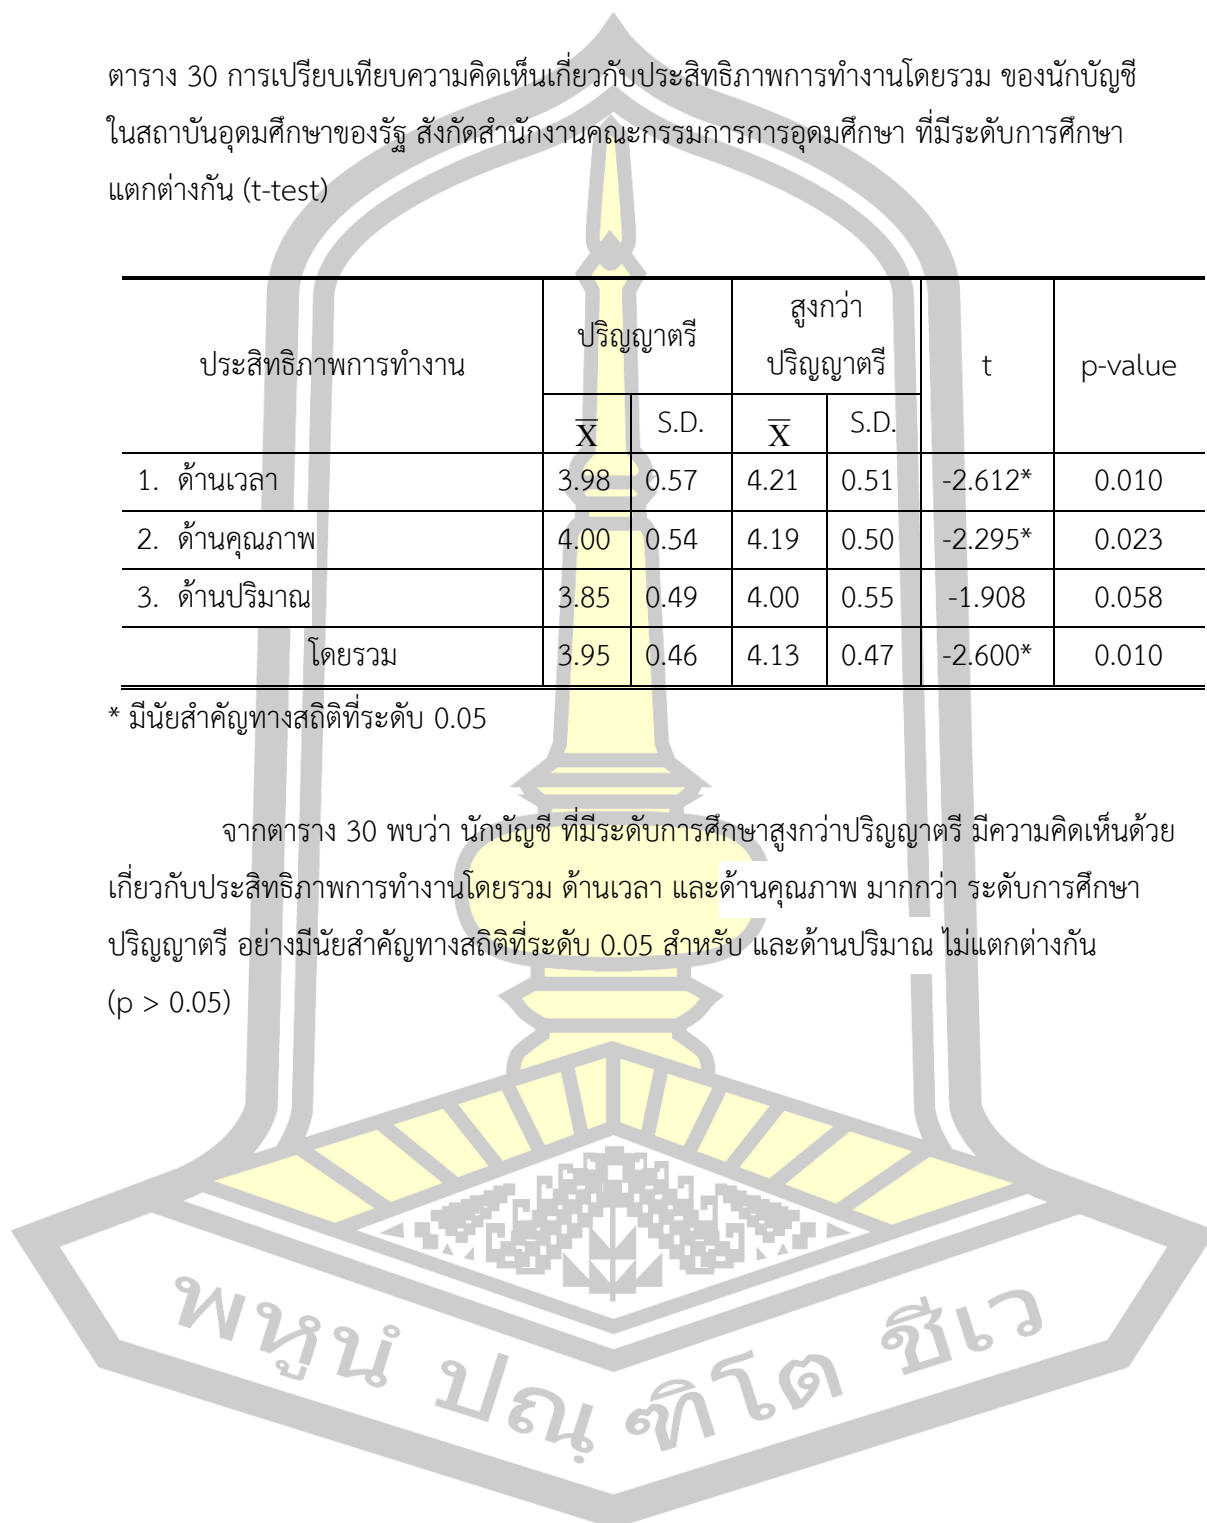 ตาราง 30 การเปรียบเทียบความคิดเห็นเกี่ยวกับประสิทธิภาพการทำงานโดยรวม ของนักบัญชี
ในสถาบันอุดมศึกษาของรัฐ สังกัดสำนักงานคณะกรรมการการอุดมศึกษา ที่มีระดับการศึกษา
แตกต่างกัน (t-test)
ประสิทธิภาพการทำงาน ปริญญาตรี สูงกว่า ปริญญาตรี t p-value
X̄ S.D. X̄ S.D.
1. ด้านเวลา 3.98 0.57 4.21 0.51 -2.612* 0.010
2. ด้านคุณภาพ 4.00 0.54 4.19 0.50 -2.295* 0.023
3. ด้านปริมาณ 3.85 0.49 4.00 0.55 -1.908 0.058
โดยรวม 3.95 0.46 4.13 0.47 -2.600* 0.010
* มีนัยสำคัญทางสถิติที่ระดับ 0.05
จากตาราง 30 พบว่า นักบัญชี ที่มีระดับการศึกษาสูงกว่าปริญญาตรี มีความคิดเห็นด้วย
เกี่ยวกับประสิทธิภาพการทำงานโดยรวม ด้านเวลา และด้านคุณภาพ มากกว่า ระดับการศึกษา
ปริญญาตรี อย่างมีนัยสำคัญทางสถิติที่ระดับ 0.05 สำหรับ และด้านปริมาณ ไม่แตกต่างกัน
(p > 0.05)
พหูนํ ปณฺฑิโต ชีเว